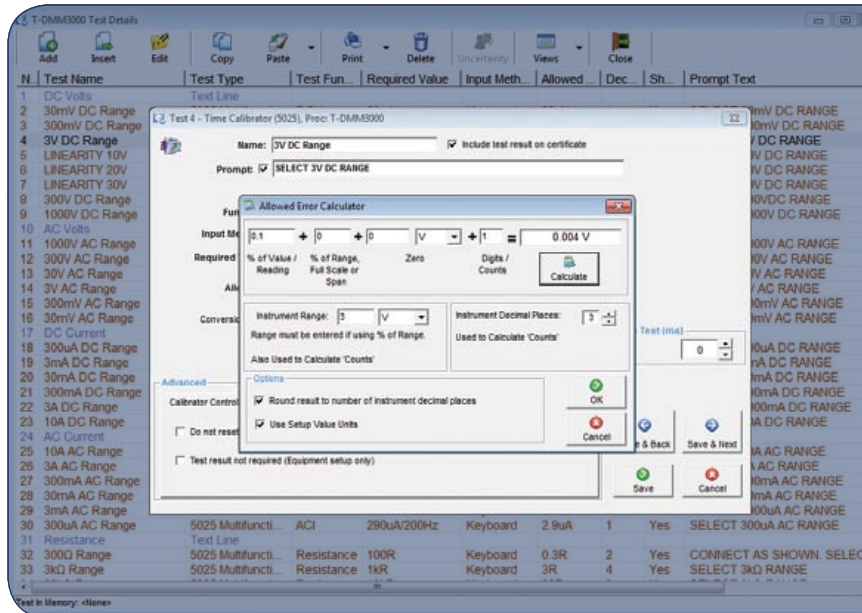 T-DMM3000 Test Details
Add Insert Edit Copy Paste Print Delete Uncertainty Views Close
N. Test Name Test Type Test Fun... Required Value Input Meth... Allowed Dec... Sh... Prompt Text
1 DC Volts Text Line
2 30mV DC Range
3 300mV DC Range
4 3V DC Range
5 LINEARITY 10V
6 LINEARITY 20V
7 LINEARITY 30V
8 300V DC Range
9 1000V DC Range
10 AC Volts
11 1000V AC Range
12 300V AC Range
13 30V AC Range
14 3V AC Range
15 300mV AC Range
16 30mV AC Range
17 DC Current
18 300uA DC Range
19 3mA DC Range
20 30mA DC Range
21 300mA DC Range
22 3A DC Range
23 10A DC Range
24 AC Current
25 10A AC Range
26 3A AC Range
27 300mA AC Range
28 30mA AC Range
29 3mA AC Range
30 300uA AC Range 5025 Multifuncti... ACI 290uA/200Hz Keyboard 2.9uA 1 Yes SELECT 300uA AC RANGE
31 Resistance Text Line
32 300Ω Range 5025 Multifuncti... Resistance 100R Keyboard 0.3R 2 Yes CONNECT AS SHOWN. SELEC
33 3kΩ Range 5025 Multifuncti... Resistance 1kR Keyboard 3R 4 Yes SELECT 3kΩ RANGE
Test in Memory: <None>
Test 4 - Time Calibrator (5025), Proc: T-DMM3000
Name: 3V DC Range
Include test result on certificate
Prompt: SELECT 3V DC RANGE
Input Me
Required
Conversio
Test (ms)
0
Advanced
Calibrator Control
Do not reset
Test result not required (Equipment setup only)
e & Back Save & Next
Save Cancel
Allowed Error Calculator
0.1 + 0 + 0 V + 1 = 0.004 V
% of Value / Reading
% of Range, Full Scale or Span
Zero
Digits / Counts
Calculate
Instrument Range: 3 V
Range must be entered if using % of Range.
Also Used to Calculate 'Counts'
Instrument Decimal Places: 3
Used to Calculate 'Counts'
Options
Round result to number of instrument decimal places
Use Setup Value Units
OK
Cancel